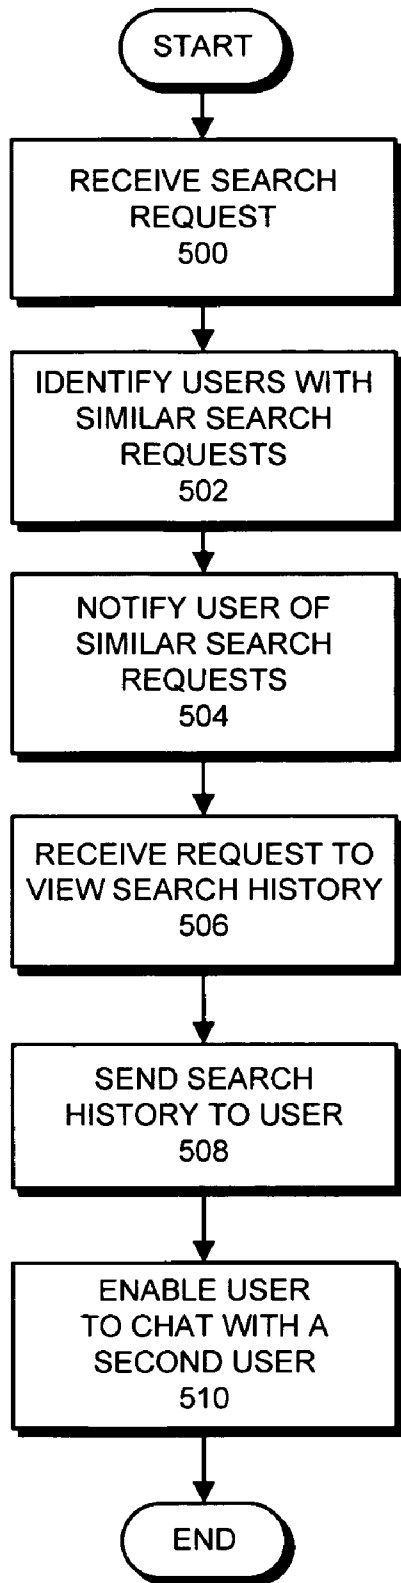 START
RECEIVE SEARCH
REQUEST
500
IDENTIFY USERS WITH
SIMILAR SEARCH
REQUESTS
502
NOTIFY USER OF
SIMILAR SEARCH
REQUESTS
504
RECEIVE REQUEST TO
VIEW SEARCH HISTORY
506
SEND SEARCH
HISTORY TO USER
508
ENABLE USER
TO CHAT WITH A
SECOND USER
510
END